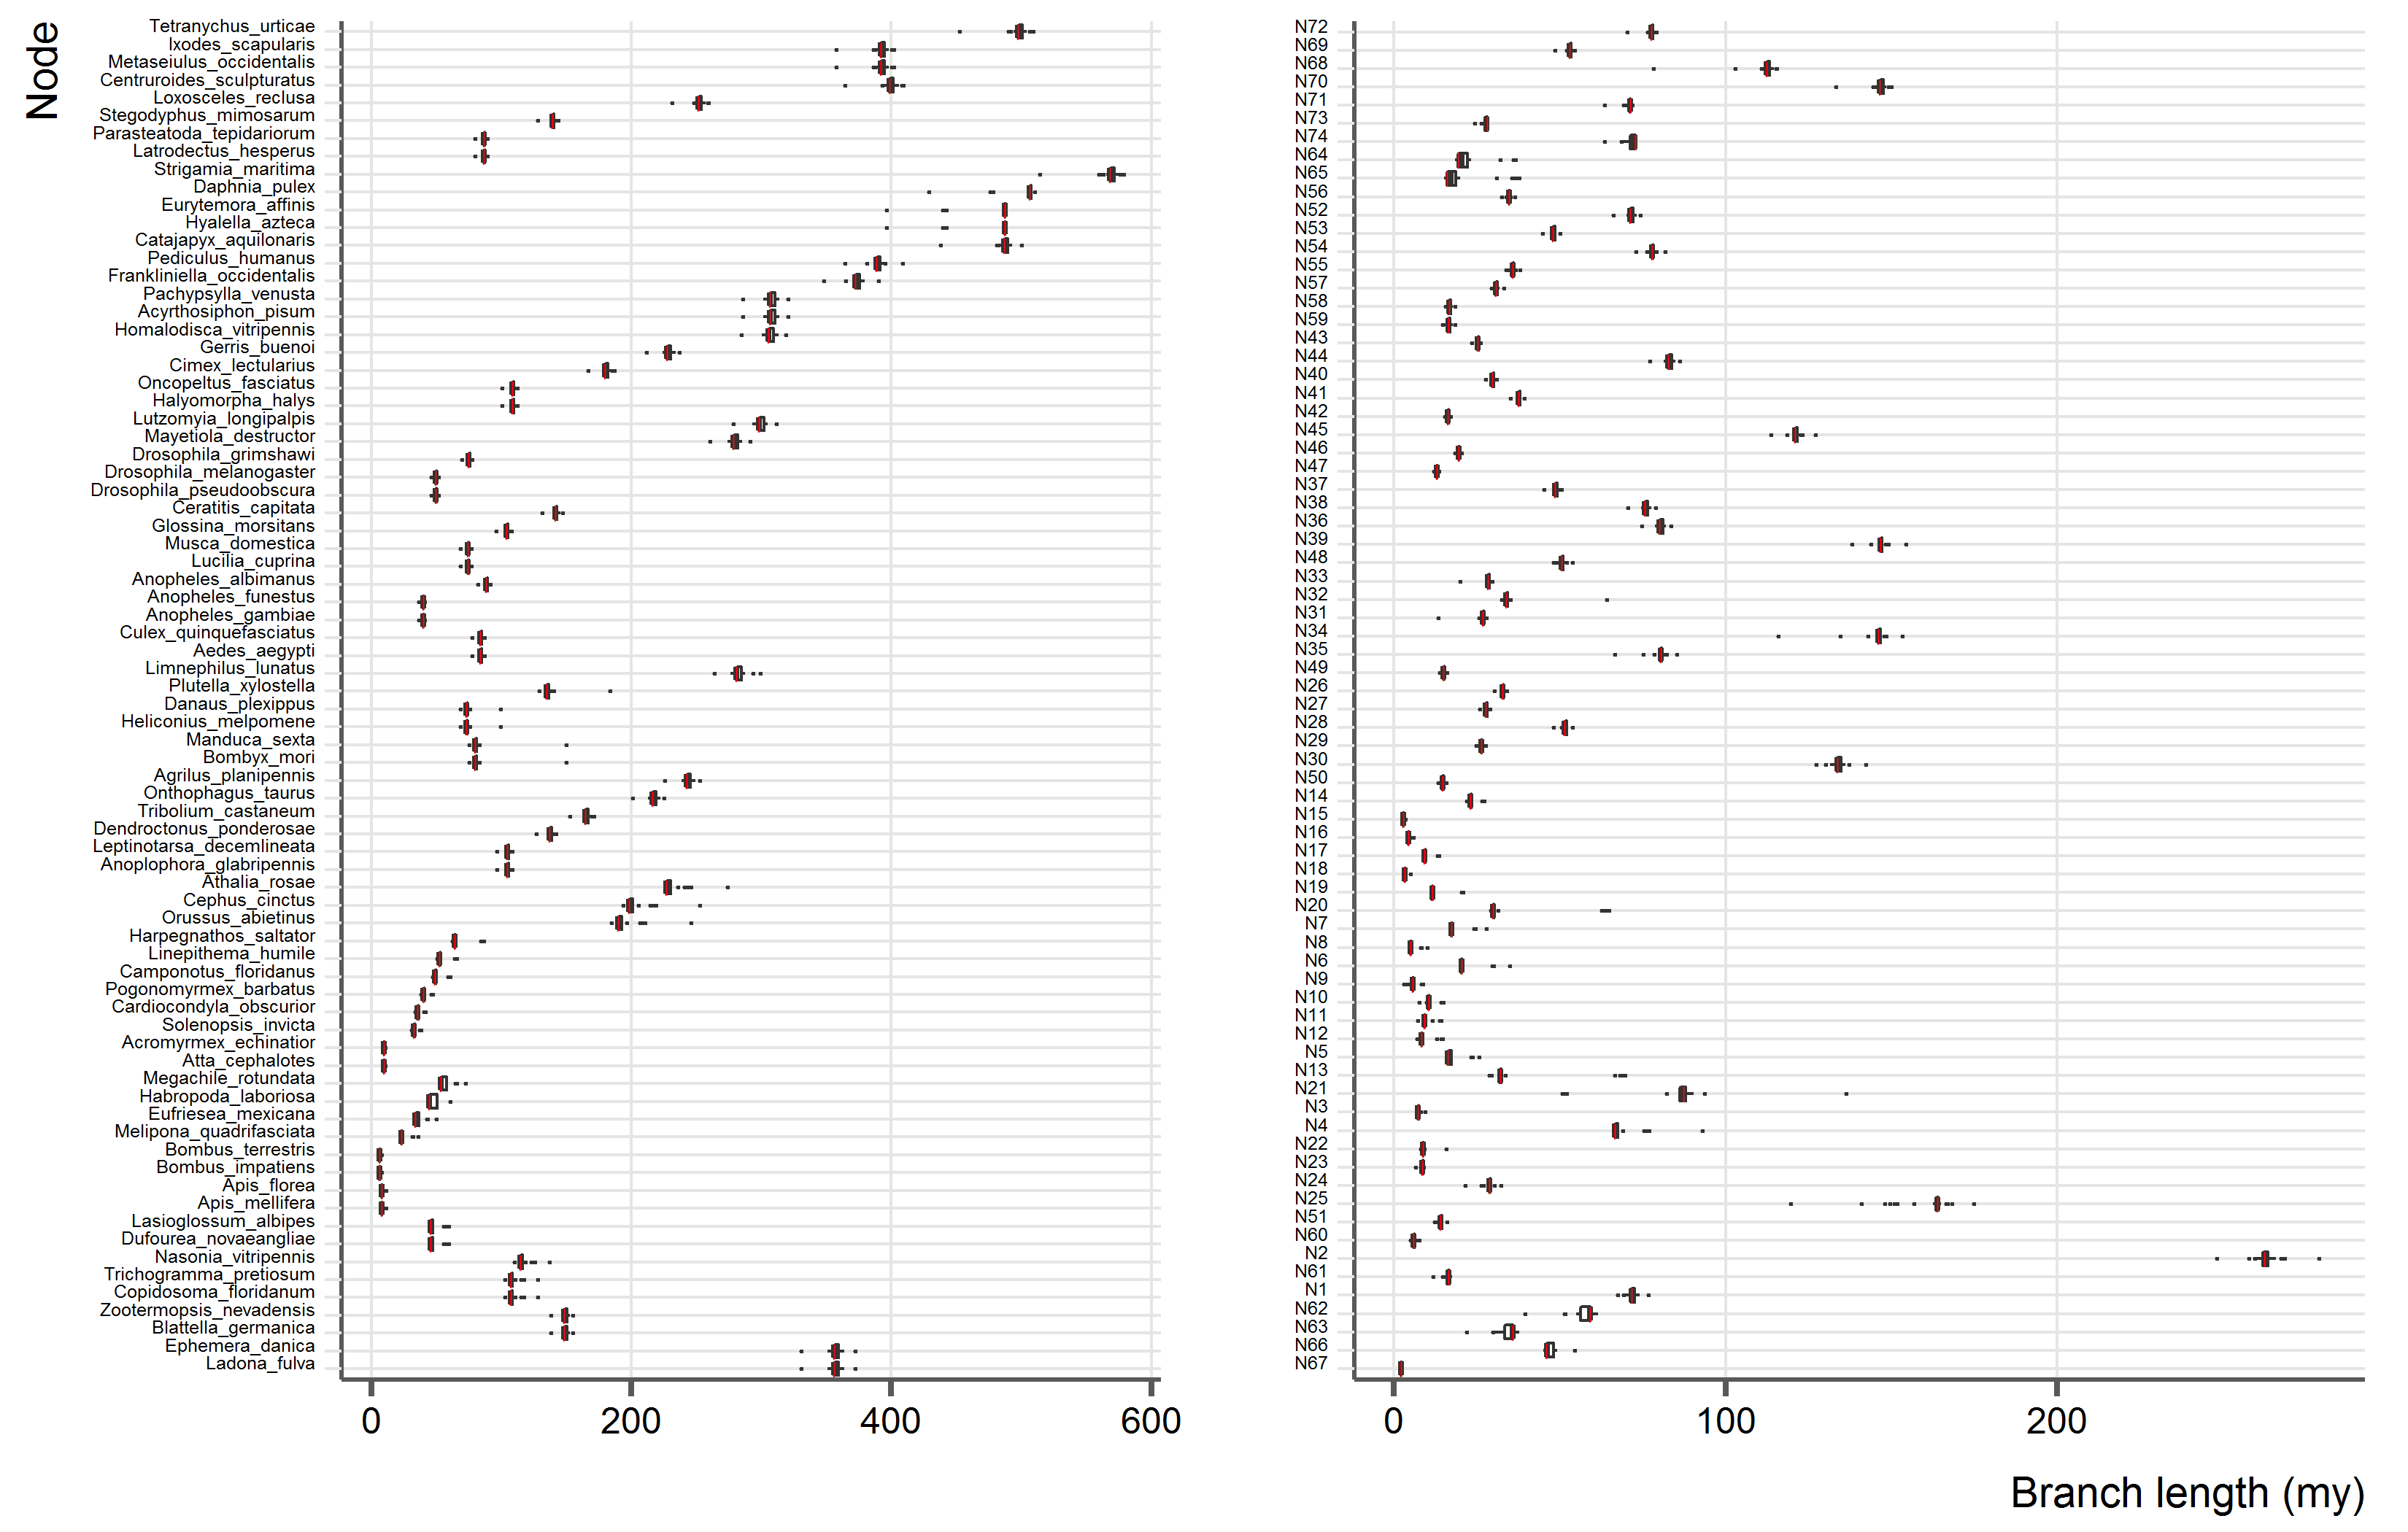 Node
Tetranychus_urticae
Ixodes_scapularis
Metaseiulus_occidentalis
Centruroides_sculpturatus
Loxosceles_reclusa
Stegodyphus_mimosarum
Parasteatoda_tepidariorum
Latrodectus_hesperus
Strigamia_maritima
Daphnia_pulex
Eurytemora_affinis
Hyalella_azteca
Catajapyx_aquilonaris
Pediculus_humanus
Frankliniella_occidentalis
Pachypsylla_venusta
Acyrthosiphon_pisum
Homalodisca_vitripennis
Gerris_buenoi
Cimex_lectularius
Oncopeltus_fasciatus
Halyomorpha_halys
Lutzomyia_longipalpis
Mayetiola_destructor
Drosophila_grimshawi
Drosophila_melanogaster
Drosophila_pseudoobscura
Ceratitis_capitata
Glossina_morsitans
Musca_domestica
Lucilia_cuprina
Anopheles_albimanus
Anopheles_funestus
Anopheles_gambiae
Culex_quinquefasciatus
Aedes_aegypti
Limnephilus_lunatus
Plutella_xylostella
Danaus_plexippus
Heliconius_melpomene
Manduca_sexta
Bombyx_mori
Agrilus_planipennis
Onthophagus_taurus
Tribolium_castaneum
Dendroctonus_ponderosae
Leptinotarsa_decemlineata
Anoplophora_glabripennis
Athalia_rosae
Cephus_cinctus
Orussus_abietinus
Harpegnathos_saltator
Linepithema_humile
Camponotus_floridanus
Pogonomyrmex_barbatus
Cardiocondyla_obscurior
Solenopsis_invicta
Acromyrmex_echinatior
Atta_cephalotes
Megachile_rotundata
Habropoda_laboriosa
Eufriesea_mexicana
Melipona_quadrifasciata
Bombus_terrestris
Bombus_impatiens
Apis_florea
Apis_mellifera
Lasioglossum_albipes
Dufourea_novaeangliae
Nasonia_vitripennis
Trichogramma_pretiosum
Copidosoma_floridanum
Zootermopsis_nevadensis
Blattella_germanica
Ephemera_danica
Ladona_fulva
0 200 400 600
N72
N69
N68
N70
N71
N73
N74
N64
N65
N56
N52
N53
N54
N55
N57
N58
N59
N43
N44
N40
N41
N42
N45
N46
N47
N37
N38
N36
N39
N48
N33
N32
N31
N34
N35
N49
N26
N27
N28
N29
N30
N50
N14
N15
N16
N17
N18
N19
N20
N7
N8
N6
N9
N10
N11
N12
N5
N13
N21
N3
N4
N22
N23
N24
N25
N51
N60
N2
N61
N1
N62
N63
N66
N67
0 100 200
Branch length (my)